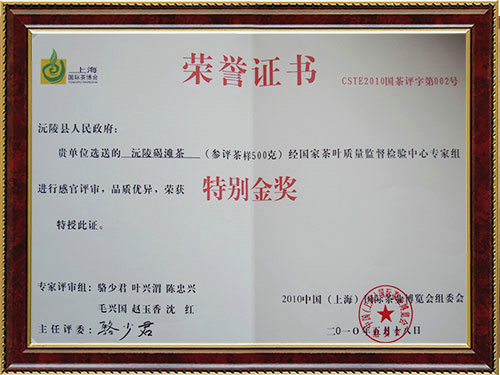 上海
国际茶博会
荣誉证书
CSTE2010国茶评字第002号
沅陵县人民政府：
贵单位选送的 沅陵碣滩茶 （参评茶样500克）经国家茶叶质量监督检验中心专家组
进行感官评审，品质优异，荣获 特别金奖
特授此证。
专家评审组：骆少君 叶兴渭 陈忠兴
毛兴国 赵玉香 沈 红
主任评委：骆少君
2010中国（上海）国际茶业博览会组委会
二〇一〇年五月十八日